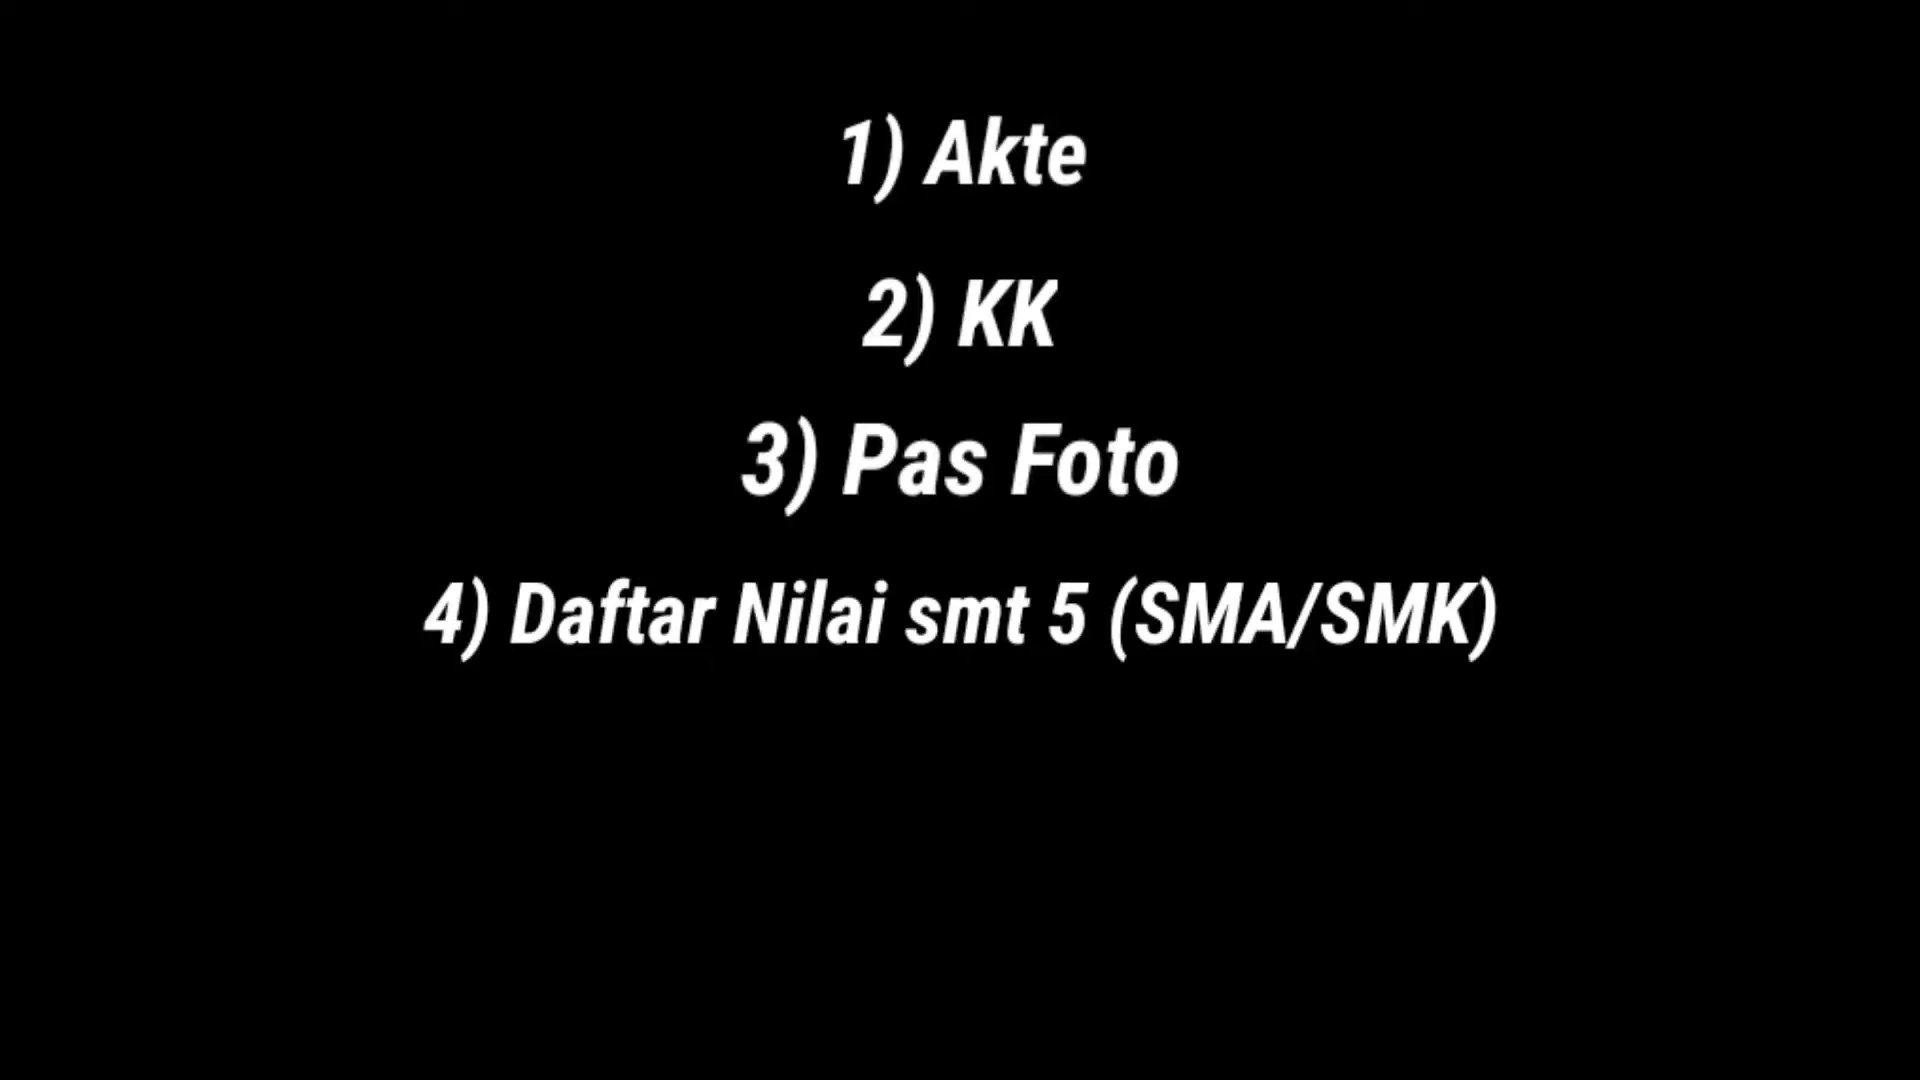 1) Akte
2) KK
3) Pas Foto
4) Daftar Nilai smt 5 (SMA/SMK)